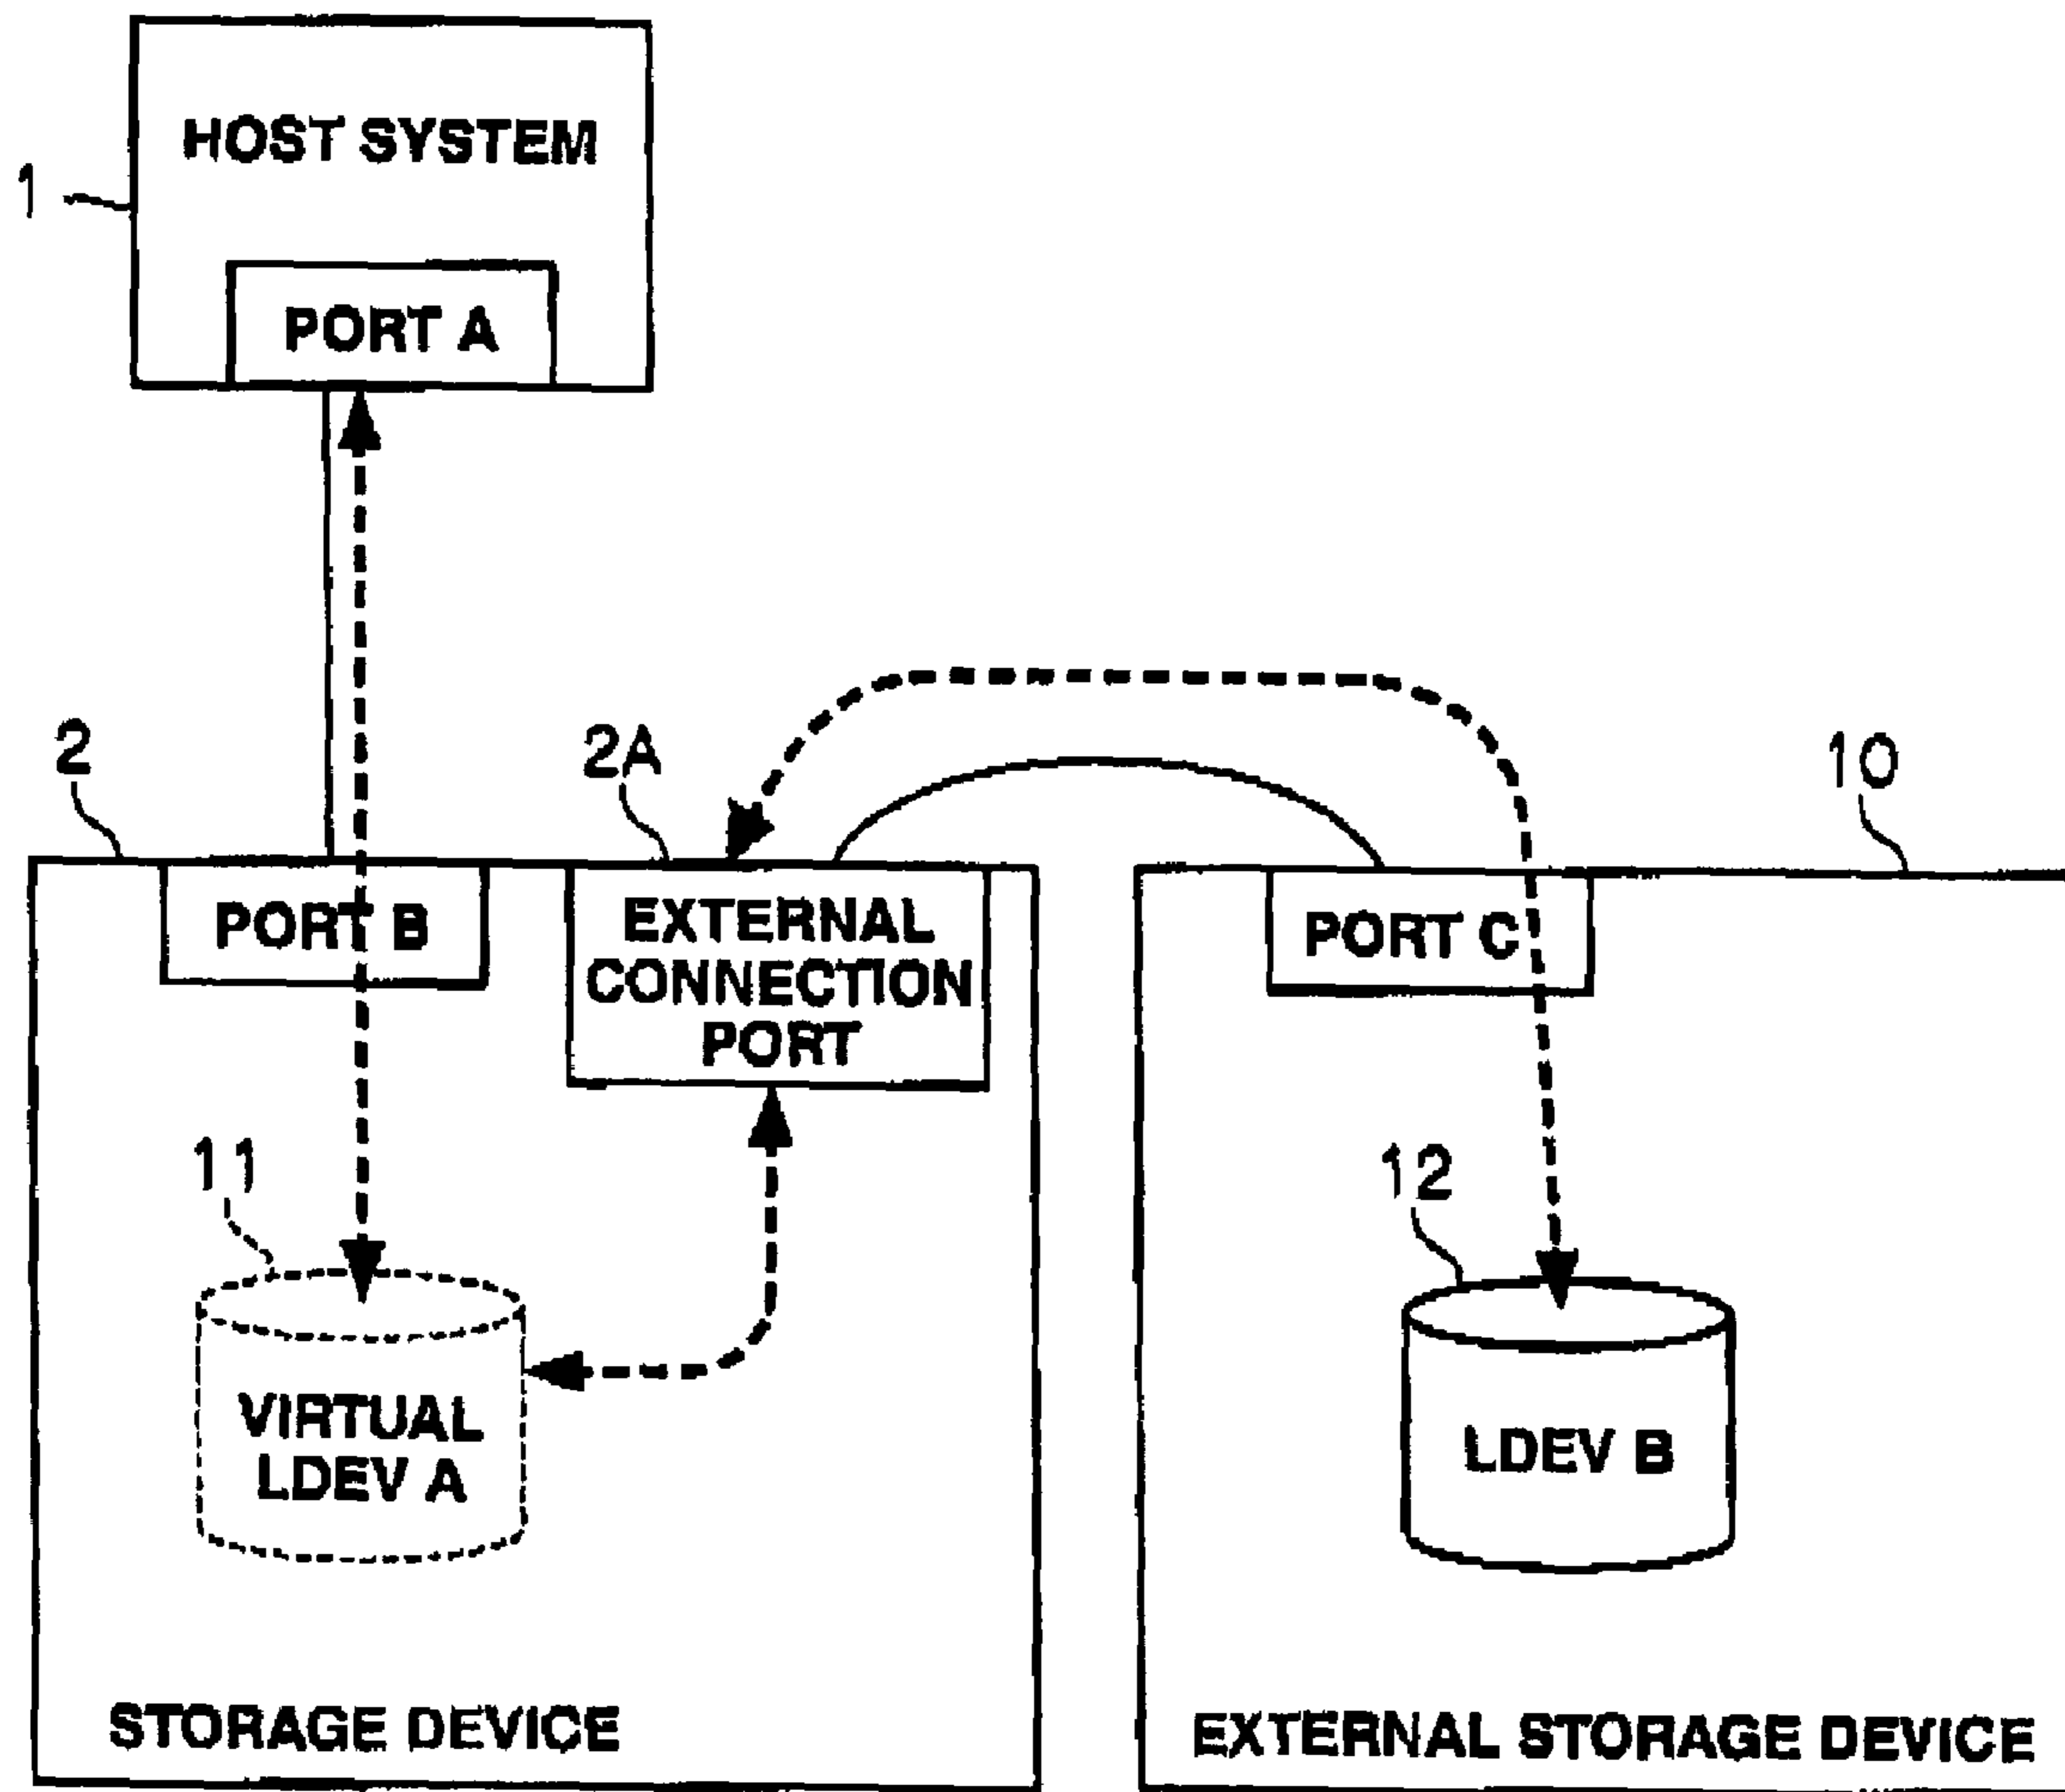 HOST SYSTEM
1
PORT A
2
2A
10
PORT B
EXTERNAL
CONNECTION
PORT
PORT C
11
12
VIRTUAL
LDEV A
LDEV B
STORAGE DEVICE
EXTERNAL STORAGE DEVICE